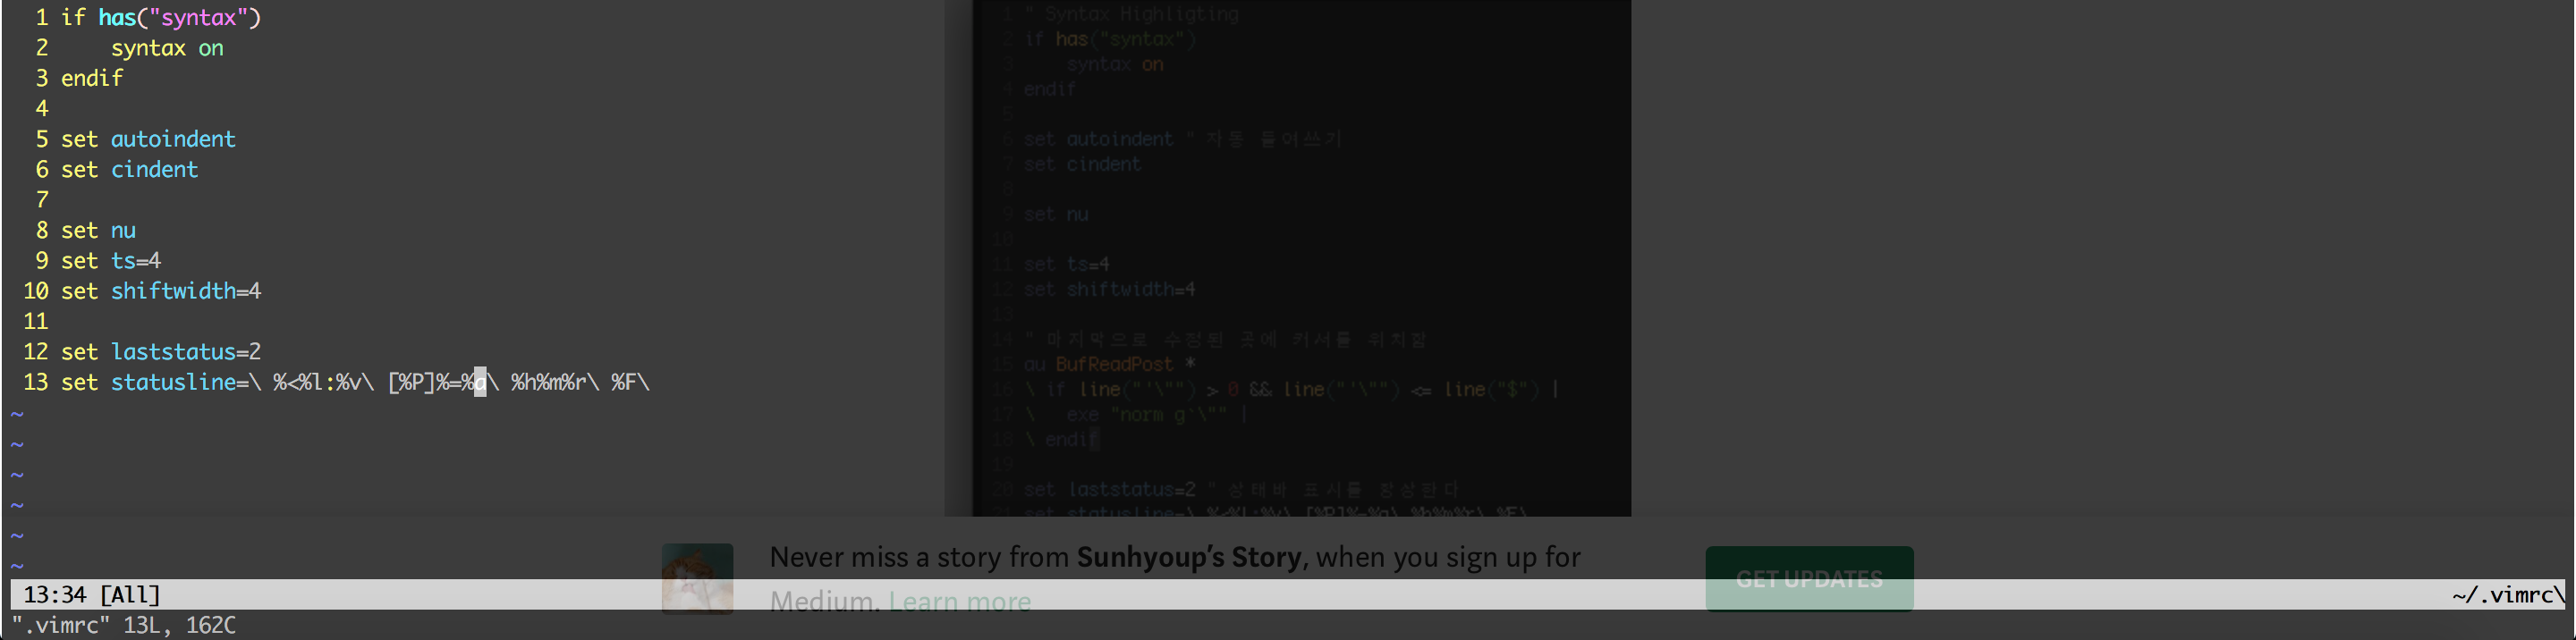 1 if has("syntax")
2     syntax on
3 endif
4
5 set autoindent
6 set cindent
7
8 set nu
9 set ts=4
10 set shiftwidth=4
11
12 set laststatus=2
13 set statusline=\ %<%l:%v\ [%P]%=%a\ %h%m%r\ %F\
~
~
~
~
~
~
13:34 [All] ~/.vimrc\
".vimrc" 13L, 162C
1 " Syntax Highligting
2 if has("syntax")
3     syntax on
4 endif
5
6 set autoindent " 자동 들여쓰기
7 set cindent
8
9 set nu
10
11 set ts=4
12 set shiftwidth=4
13
14 " 마지막으로 수정된 곳에 커서를 위치함
15 au BufReadPost *
16 \ if line("'\"") > 0 && line("'\"") <= line("$") |
17 \   exe "norm g`\"" |
18 \ endif
19
20 set laststatus=2 " 상태바 표시를 항상한다
21 set statusline=\ %<%l:%v\ [%P]%=%a\ %h%m%r\ %F\
Never miss a story from Sunhyoup's Story, when you sign up for
Medium. Learn more
GET UPDATES